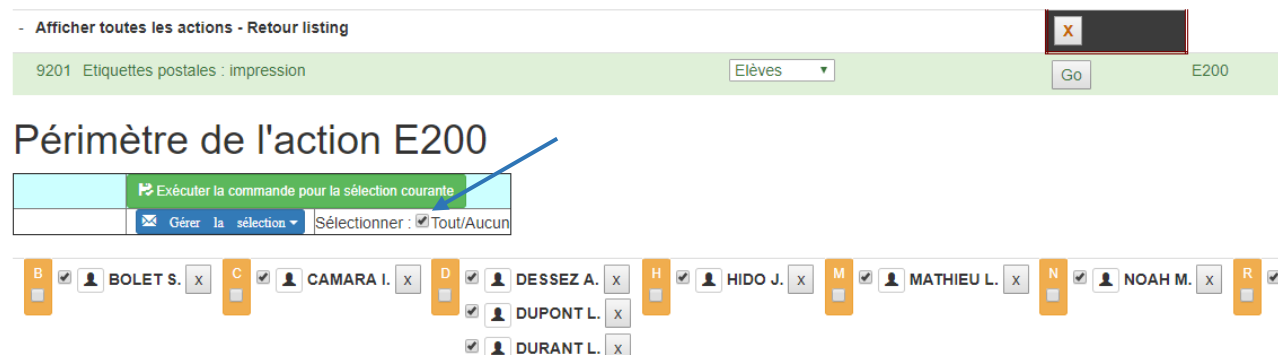 - Afficher toutes les actions - Retour listing X
9201 Etiquettes postales : impression Elèves Go E200
Périmètre de l'action E200
Exécuter la commande pour la sélection courante
Gérer la sélection Sélectionner : Tout/Aucun
B BOLET S. x C CAMARA I. x D DESSEZ A. x H HIDO J. x M MATHIEU L. x N NOAH M. x R
DUPONT L. x
DURANT L. x